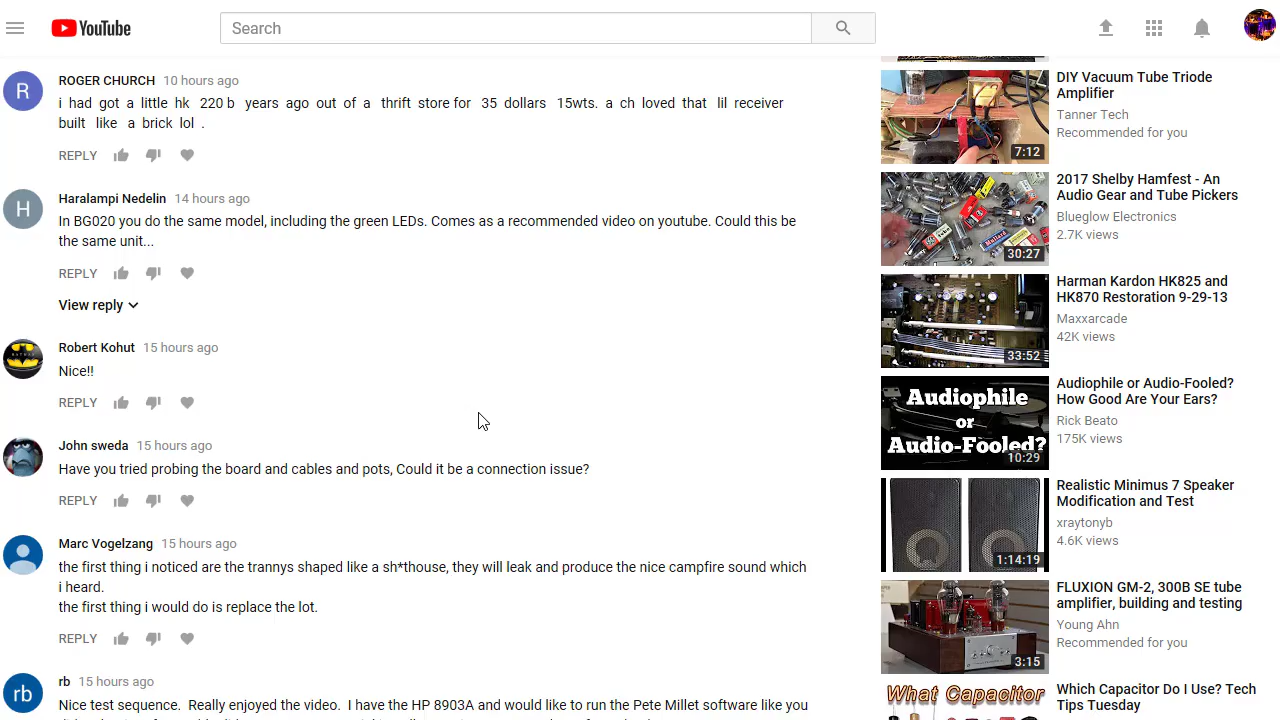 YouTube
Search
R
ROGER CHURCH 10 hours ago
i had got a little hk 220 b years ago out of a thrift store for 35 dollars 15wts. a ch loved that lil receiver
built like a brick lol .
REPLY
H
Haralampi Nedelin 14 hours ago
In BG020 you do the same model, including the green LEDs. Comes as a recommended video on youtube. Could this be
the same unit...
REPLY
View reply
Robert Kohut 15 hours ago
Nice!!
REPLY
John sweda 15 hours ago
Have you tried probing the board and cables and pots, Could it be a connection issue?
REPLY
Marc Vogelzang 15 hours ago
the first thing i noticed are the trannys shaped like a sh*thouse, they will leak and produce the nice campfire sound which
i heard.
the first thing i would do is replace the lot.
REPLY
rb
rb 15 hours ago
Nice test sequence. Really enjoyed the video. I have the HP 8903A and would like to run the Pete Millet software like you
7:12
DIY Vacuum Tube Triode
Amplifier
Tanner Tech
Recommended for you
30:27
2017 Shelby Hamfest - An
Audio Gear and Tube Pickers
Blueglow Electronics
2.7K views
33:52
Harman Kardon HK825 and
HK870 Restoration 9-29-13
Maxxarcade
42K views
Audiophile
or
Audio-Fooled?
10:29
Audiophile or Audio-Fooled?
How Good Are Your Ears?
Rick Beato
175K views
1:14:19
Realistic Minimus 7 Speaker
Modification and Test
xraytonyb
4.6K views
3:15
FLUXION GM-2, 300B SE tube
amplifier, building and testing
Young Ahn
Recommended for you
What Capacitor
Which Capacitor Do I Use? Tech
Tips Tuesday